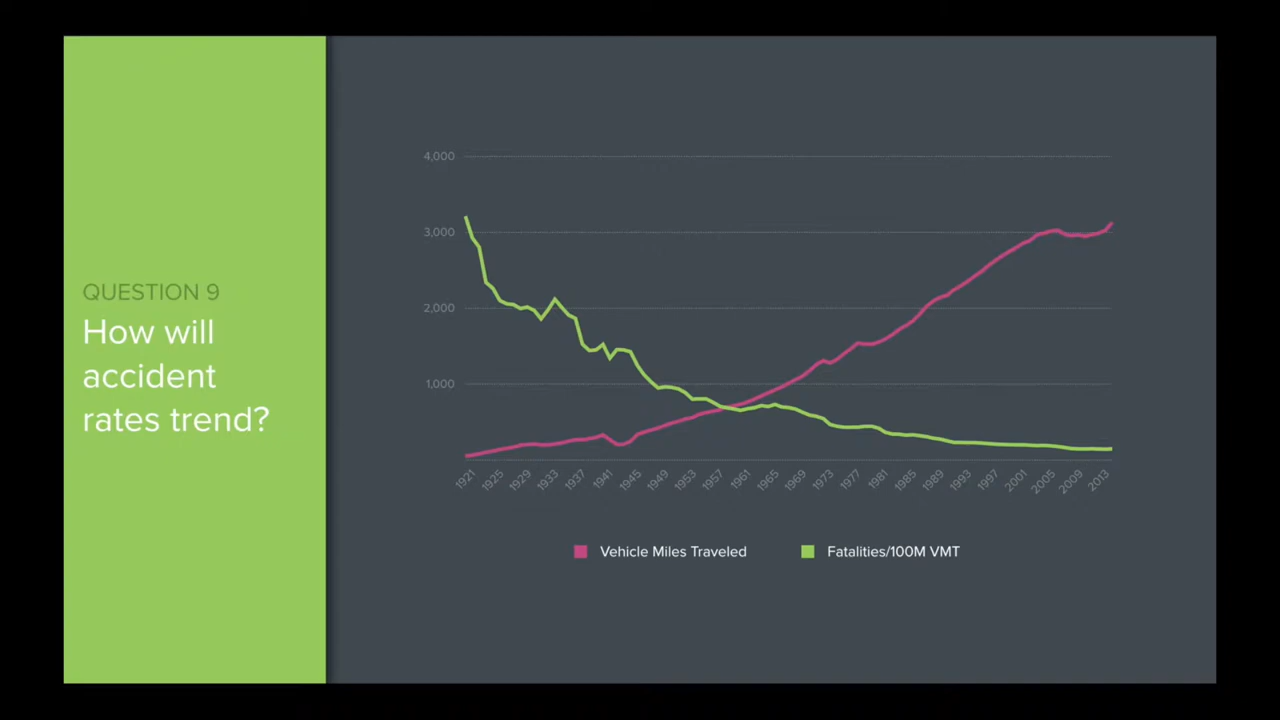 QUESTION 9
How will
accident
rates trend?
4,000
3,000
2,000
1,000
1921 1925 1929 1933 1937 1941 1945 1949 1953 1957 1961 1965 1969 1973 1977 1981 1985 1989 1993 1997 2001 2005 2009 2013
Vehicle Miles Traveled Fatalities/100M VMT